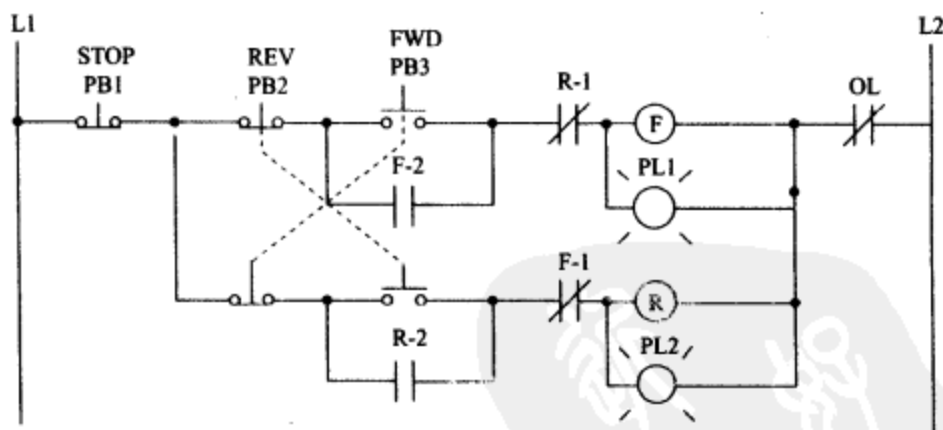 L1
L2
STOP
PB1
REV
PB2
FWD
PB3
R-1
OL
F
F-2
PL1
F-1
R
R-2
PL2